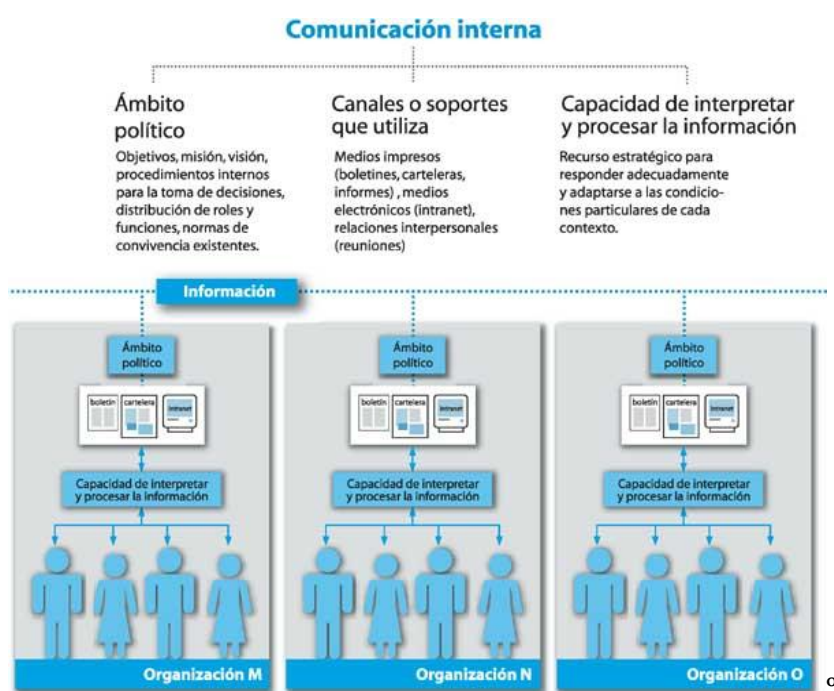 Comunicación interna
Ámbito
político
Objetivos, misión, visión,
procedimientos internos
para la toma de decisiones,
distribución de roles y
funciones, normas de
convivencia existentes.
Canales o soportes
que utiliza
Medios impresos
(boletines, carteleras,
informes) , medios
electrónicos (intranet),
relaciones interpersonales
(reuniones)
Capacidad de interpretar
y procesar la información
Recurso estratégico para
responder adecuadamente
y adaptarse a las condicio-
nes particulares de cada
contexto.
Información
Ámbito
político
boletín cartelera intranet
Capacidad de interpretar
y procesar la información
Organización M
Ámbito
político
boletín cartelera intranet
Capacidad de interpretar
y procesar la información
Organización N
Ámbito
político
boletín cartelera intranet
Capacidad de interpretar
y procesar la información
Organización O